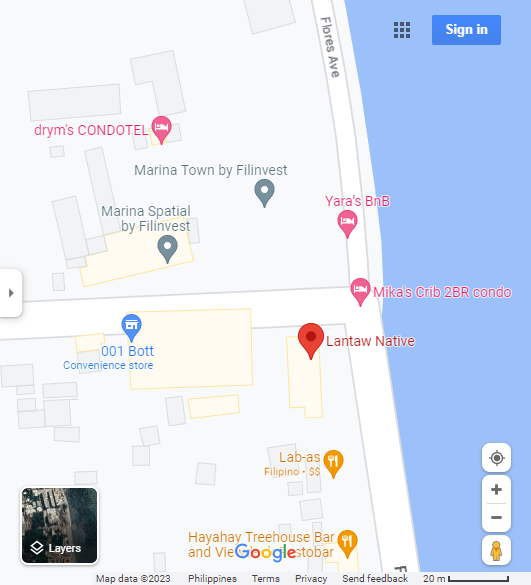 Flores Ave
Sign in
drym's CONDOTEL
Marina Town by Filinvest
Yara's BnB
Marina Spatial
by Filinvest
Mika's Crib 2BR condo
Lantaw Native
001 Bott
Convenience store
Lab-as
Filipino • $$
Hayahay Treehouse Bar
and Vie
stobar
Google
Layers
F
Map data ©2023
Philippines
Terms
Privacy
Send feedback
20 m